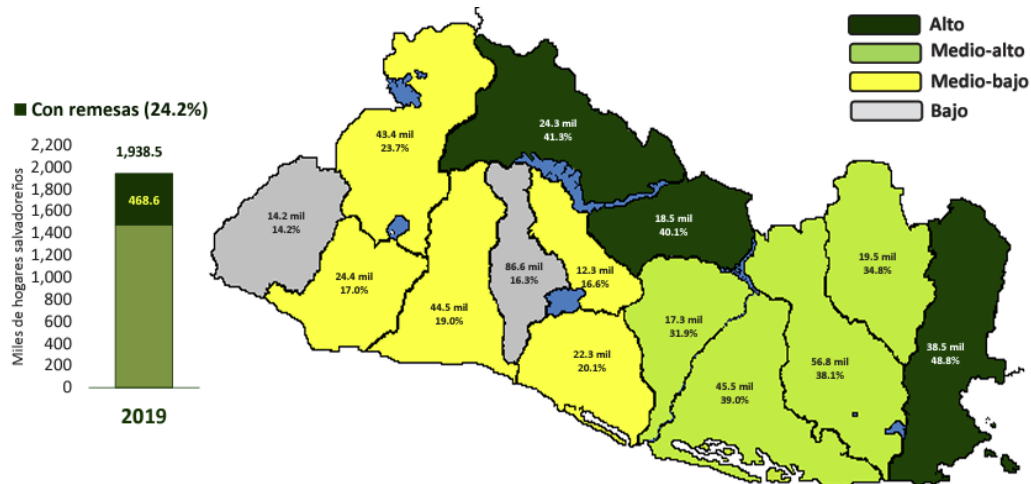 Alto
Medio-alto
Medio-bajo
Bajo
Con remesas (24.2%)
Miles de hogares salvadoreños
2,200
2,000
1,800
1,600
1,400
1,200
1,000
800
600
400
200
0
1,938.5
468.6
2019
43.4 mil
23.7%
24.3 mil
41.3%
14.2 mil
14.2%
18.5 mil
40.1%
24.4 mil
17.0%
44.5 mil
19.0%
86.6 mil
16.3%
12.3 mil
16.6%
22.3 mil
20.1%
17.3 mil
31.9%
45.5 mil
39.0%
56.8 mil
38.1%
19.5 mil
34.8%
38.5 mil
48.8%